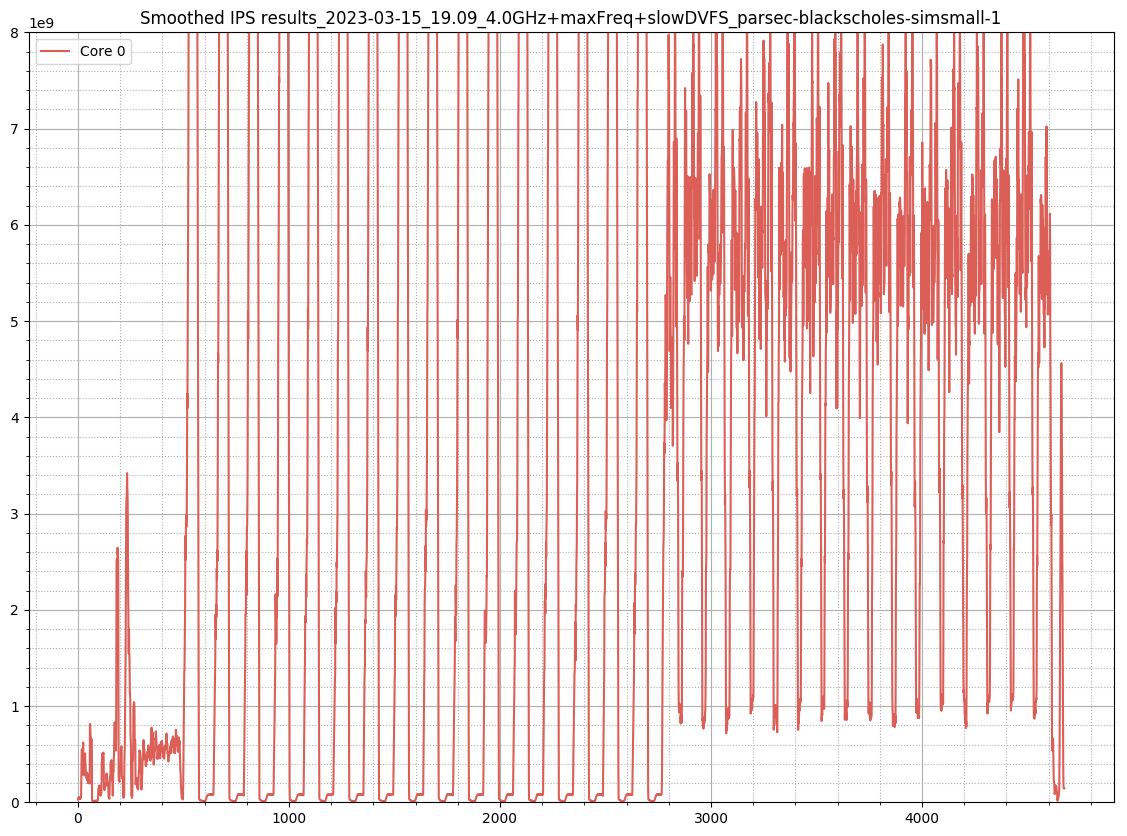 Smoothed IPS results_2023-03-15_19.09_4.0GHz+maxFreq+slowDVFS_parsec-blackscholes-simsmall-1
1e9
Core 0
8
7
6
5
4
3
2
1
0
0 1000 2000 3000 4000